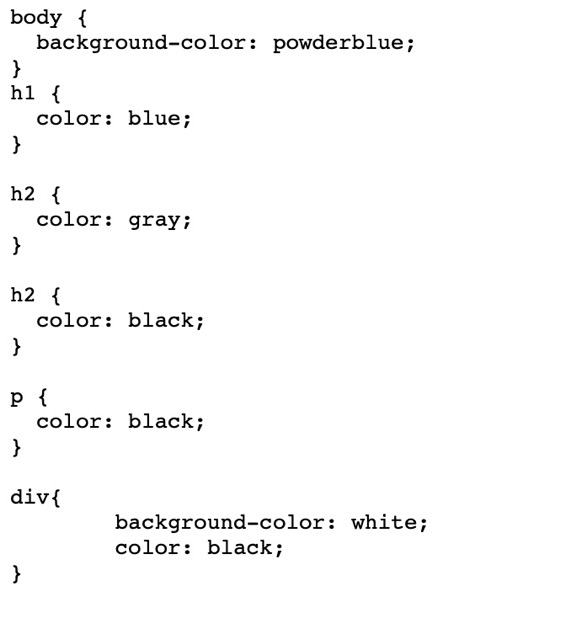 body {
  background-color: powderblue;
}
h1 {
  color: blue;
}

h2 {
  color: gray;
}

h2 {
  color: black;
}

p {
  color: black;
}

div{
        background-color: white;
        color: black;
}